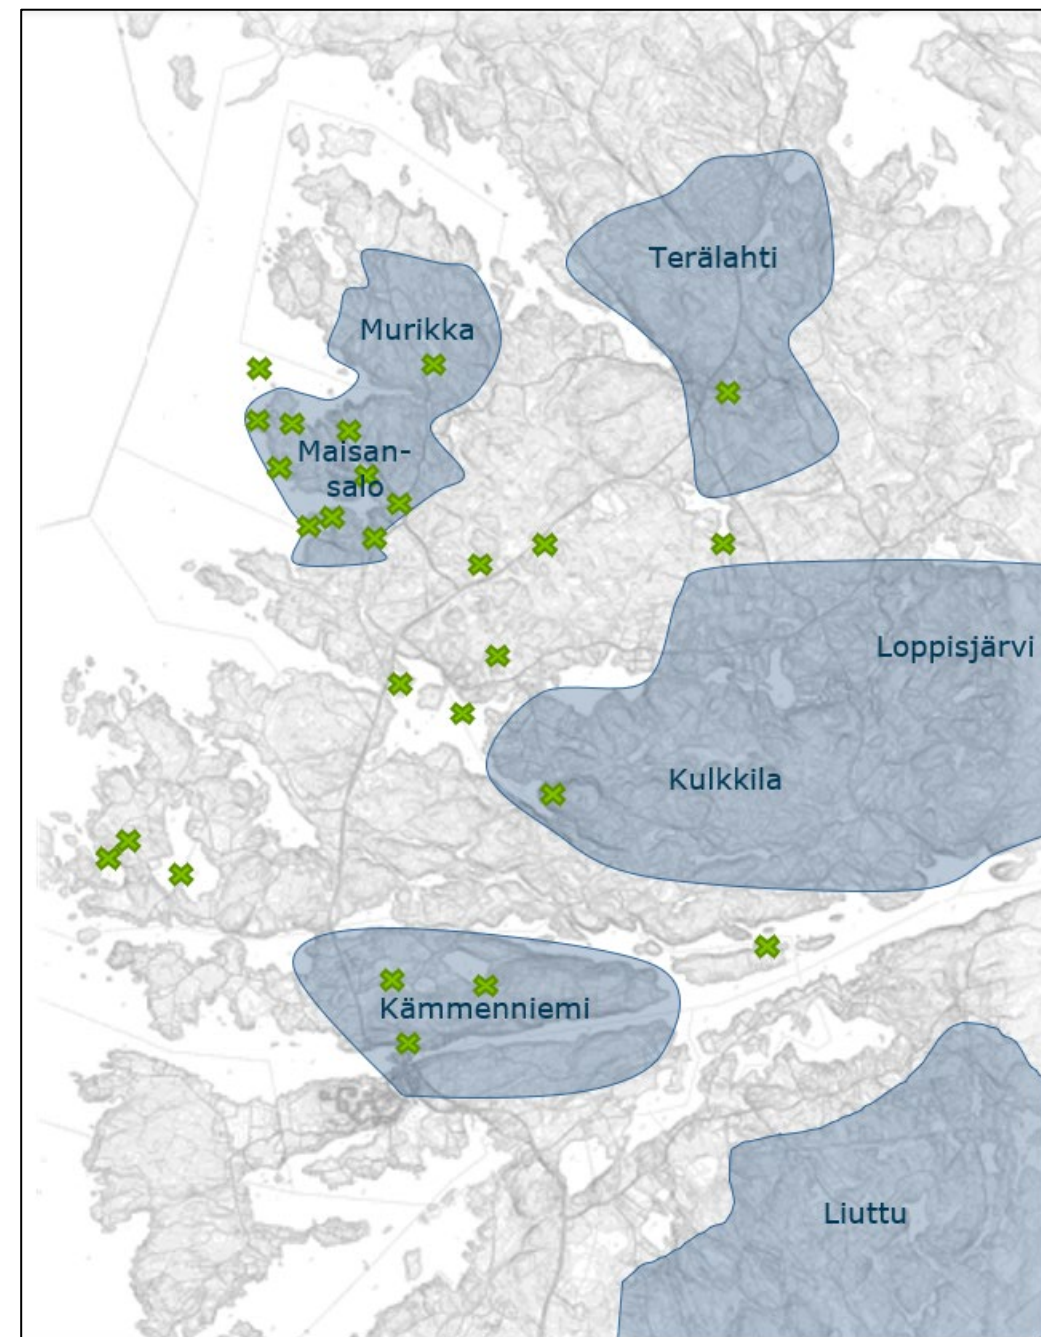 Terälahti
Murikka
Maisan-
salo
Loppisjärvi
Kulkkila
Kämmenniemi
Liuttu